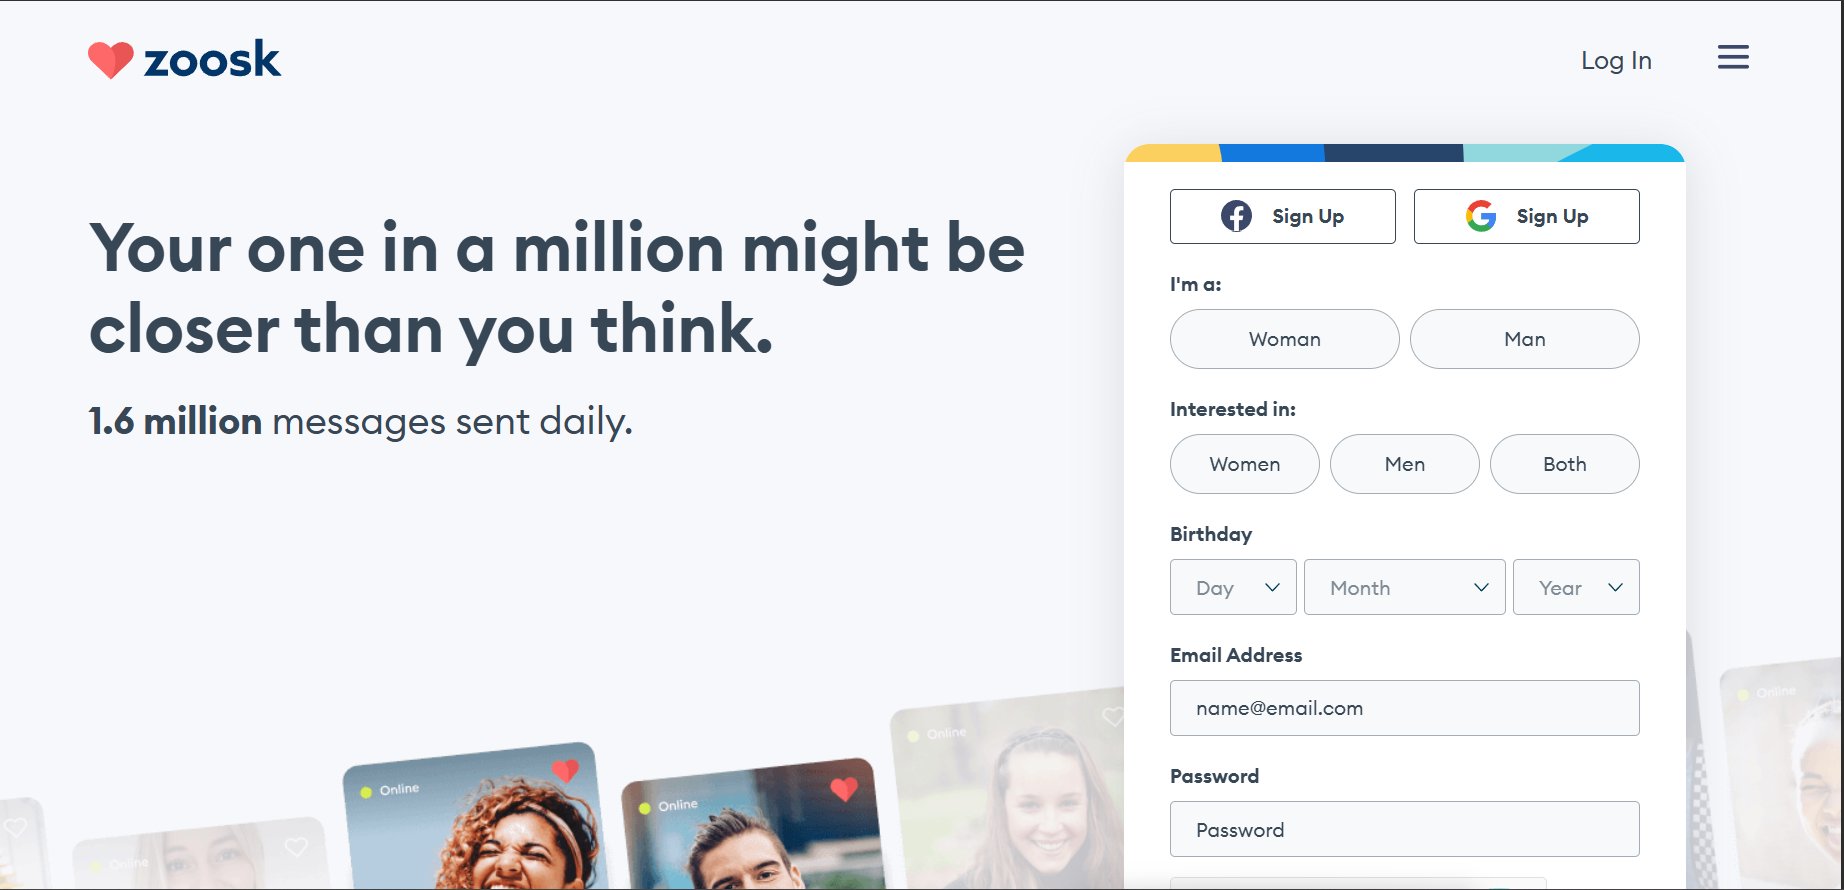 zoosk
Log In
Your one in a million might be
closer than you think.
1.6 million messages sent daily.
Sign Up
Sign Up
I'm a:
Woman
Man
Interested in:
Women
Men
Both
Birthday
Day
Month
Year
Email Address
name@email.com
Password
Password
Online
Online
Online
Online
Online